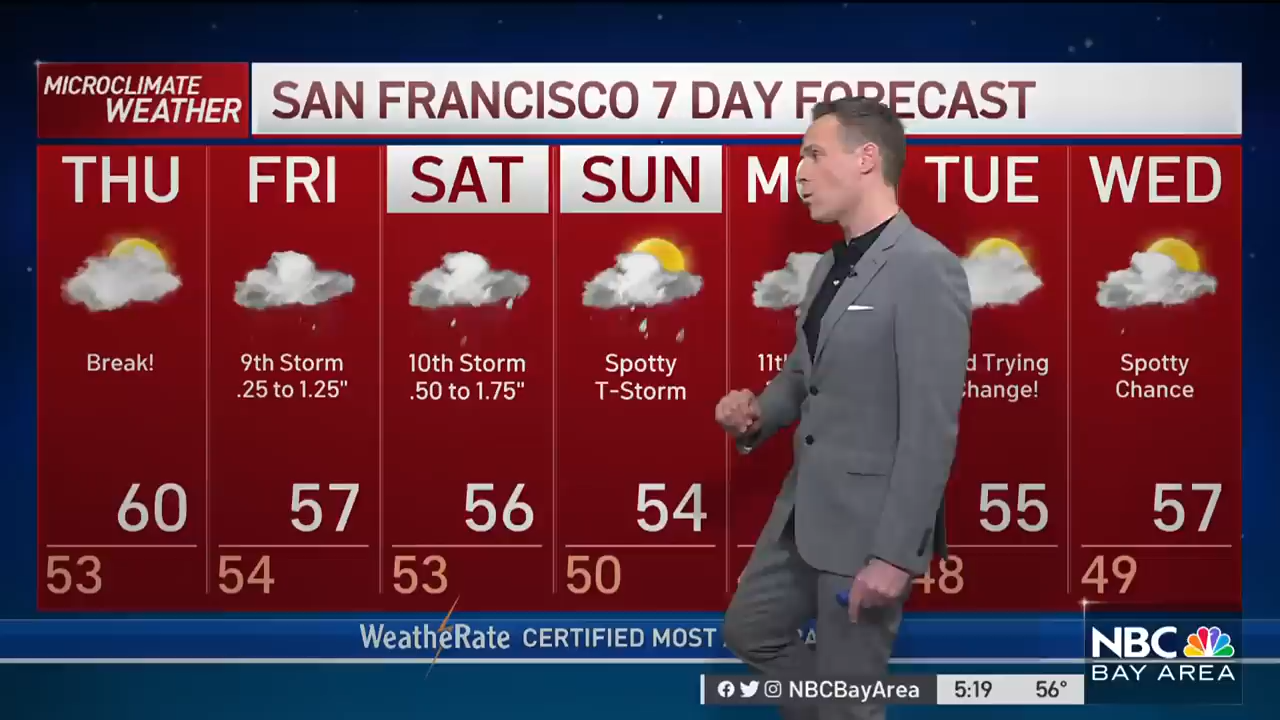 MICROCLIMATE
WEATHER
SAN FRANCISCO 7 DAY FORECAST
THU
FRI
SAT
SUN
TUE
WED
Break!
9th Storm
.25 to 1.25"
10th Storm
.50 to 1.75"
Spotty
T-Storm
Trying
Spotty
Chance
60
57
56
54
55
57
53
54
53
50
48
49
WeatheRate CERTIFIED MOST
NBC
BAY AREA
NBCBayArea 5:19 56°